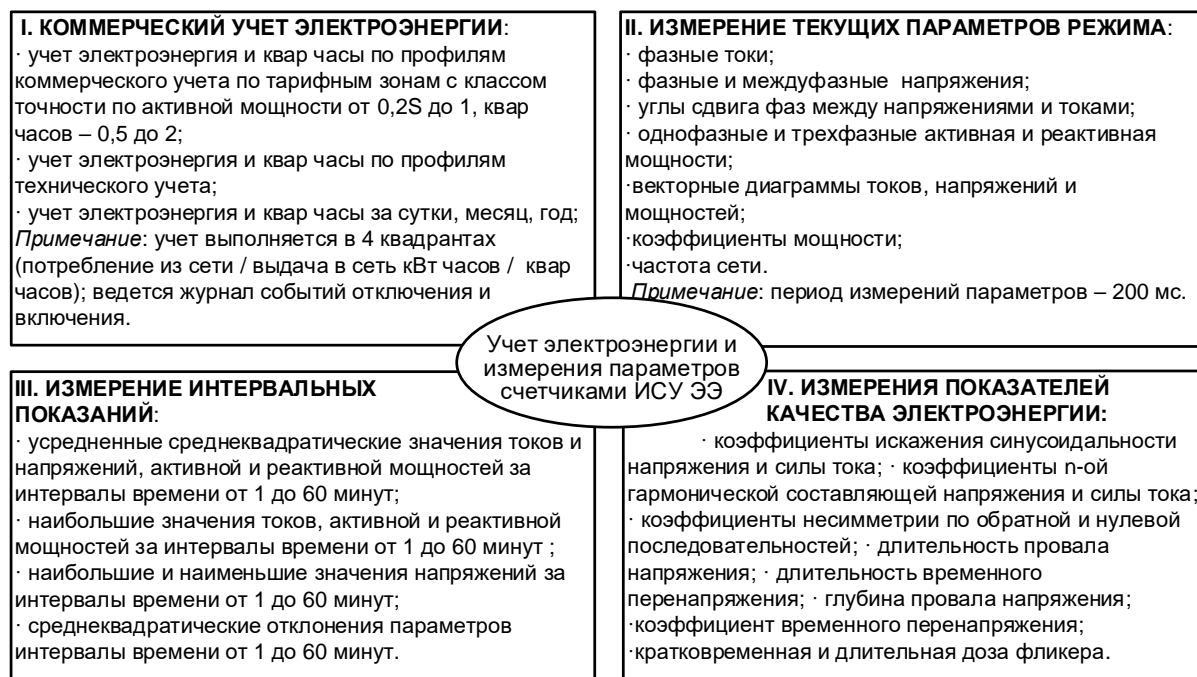 I. КОММЕРЧЕСКИЙ УЧЕТ ЭЛЕКТРОЭНЕРГИИ:
· учет электроэнергия и квар часы по профилям
коммерческого учета по тарифным зонам с классом
точности по активной мощности от 0,2S до 1, квар
часов – 0,5 до 2;
· учет электроэнергия и квар часы по профилям
технического учета;
· учет электроэнергия и квар часы за сутки, месяц, год;
Примечание: учет выполняется в 4 квадрантах
(потребление из сети / выдача в сеть кВт часов / квар
часов); ведется журнал событий отключения и
включения.
II. ИЗМЕРЕНИЕ ТЕКУЩИХ ПАРАМЕТРОВ РЕЖИМА:
· фазные токи;
· фазные и междуфазные напряжения;
· углы сдвига фаз между напряжениями и токами;
· однофазные и трехфазные активная и реактивная
мощности;
·векторные диаграммы токов, напряжений и
мощностей;
·коэффициенты мощности;
·частота сети.
Примечание: период измерений параметров – 200 мс.
Учет электроэнергии и
измерения параметров
счетчиками ИСУ ЭЭ
III. ИЗМЕРЕНИЕ ИНТЕРВАЛЬНЫХ
ПОКАЗАНИЙ:
· усредненные среднеквадратические значения токов и
напряжений, активной и реактивной мощностей за
интервалы времени от 1 до 60 минут;
· наибольшие значения токов, активной и реактивной
мощностей за интервалы времени от 1 до 60 минут ;
· наибольшие и наименьшие значения напряжений за
интервалы времени от 1 до 60 минут;
· среднеквадратические отклонения параметров
интервалы времени от 1 до 60 минут.
IV. ИЗМЕРЕНИЯ ПОКАЗАТЕЛЕЙ
КАЧЕСТВА ЭЛЕКТРОЭНЕРГИИ:
· коэффициенты искажения синусоидальности
напряжения и силы тока; · коэффициенты n-ой
гармонической составляющей напряжения и силы тока;
· коэффициенты несимметрии по обратной и нулевой
последовательностей; · длительность провала
напряжения; · длительность временного
перенапряжения; · глубина провала напряжения;
·коэффициент временного перенапряжения;
·кратковременная и длительная доза фликера.